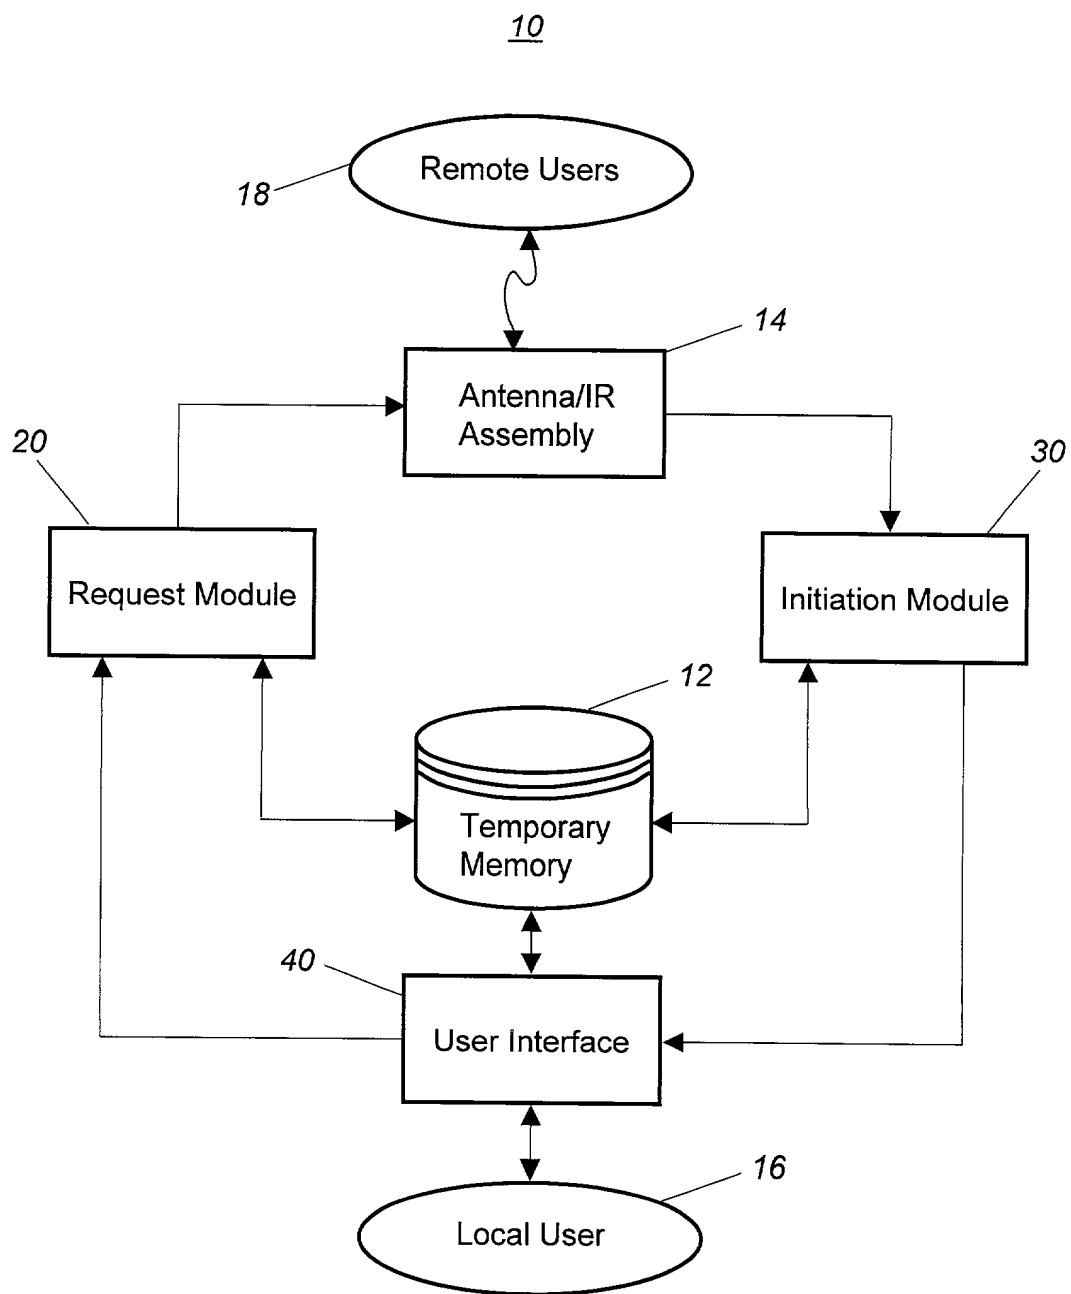 10
Remote Users
18
14
Antenna/IR
Assembly
20
30
Request Module
Initiation Module
12
Temporary
Memory
40
User Interface
16
Local User